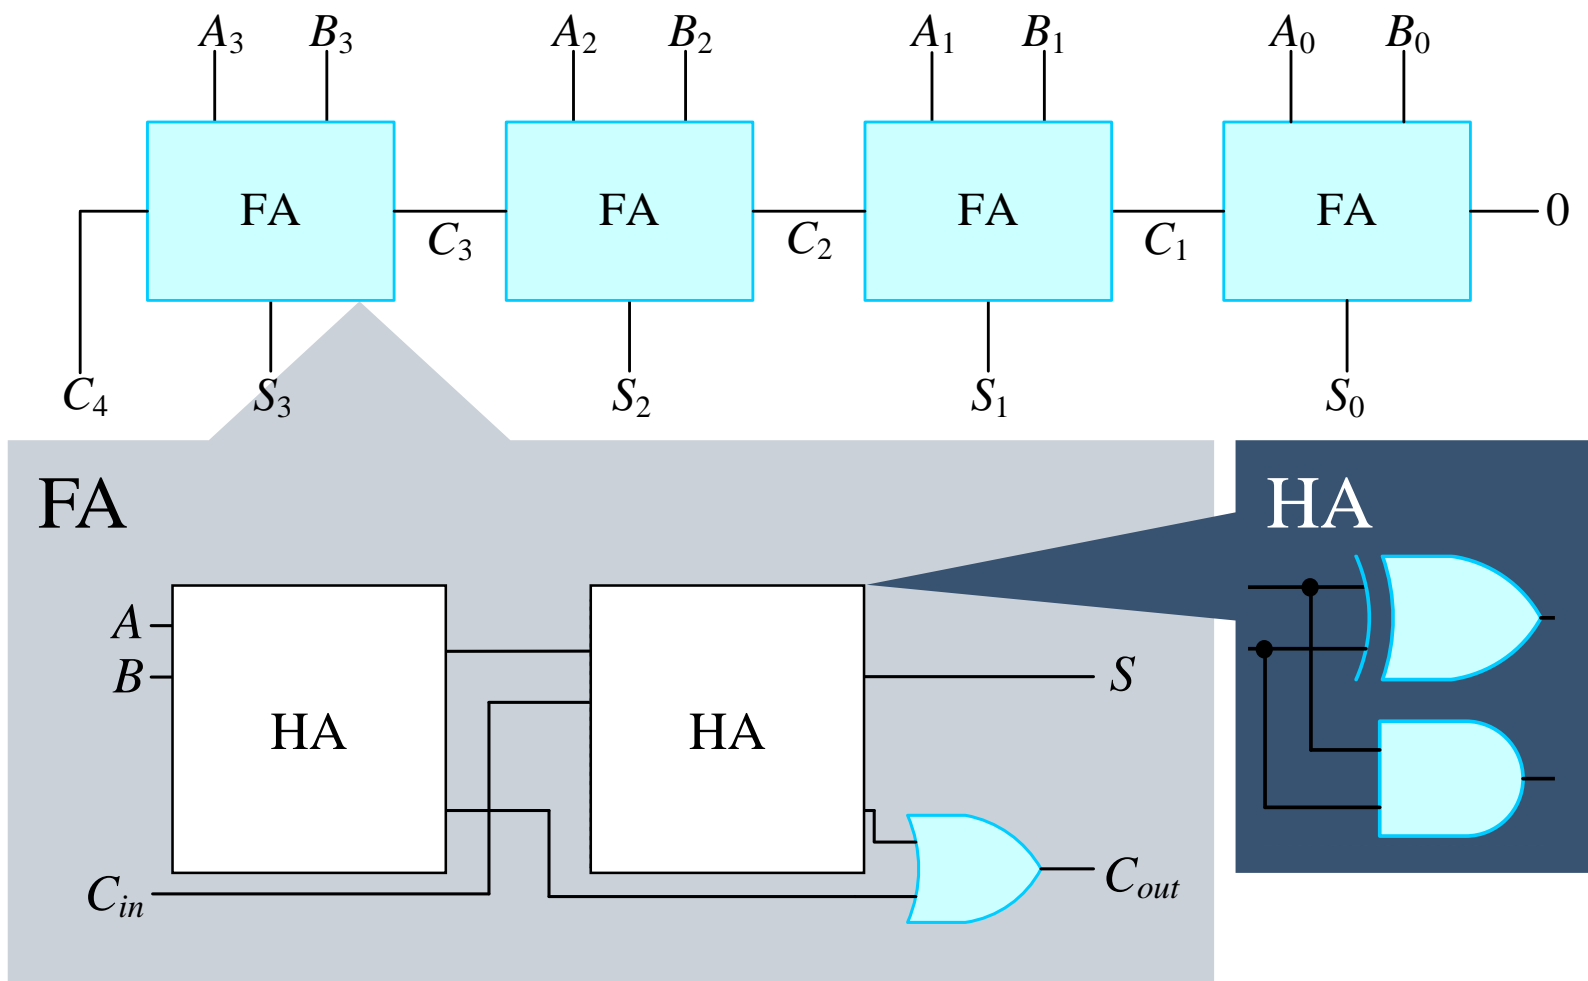 A3 B3 A2 B2 A1 B1 A0 B0
FA FA FA FA 0
C3 C2 C1
C4 S3 S2 S1 S0
FA
HA
A
B
HA HA
S
Cin
Cout